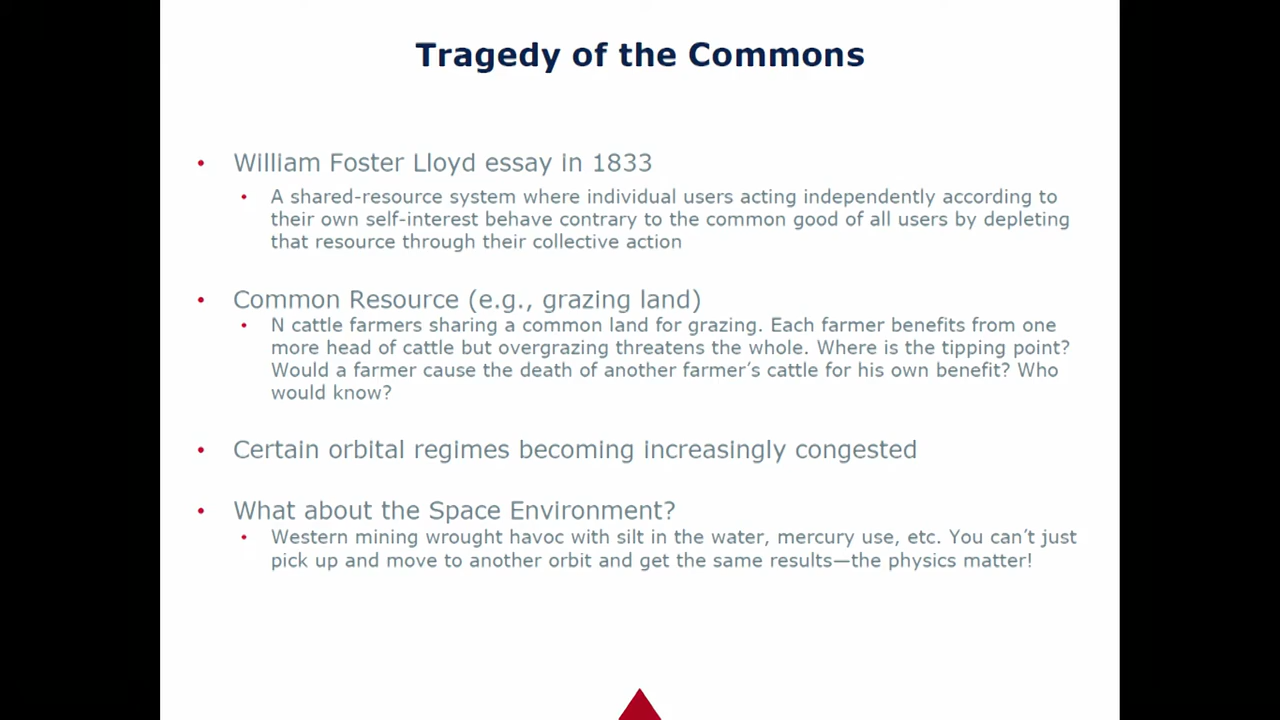 Tragedy of the Commons
• William Foster Lloyd essay in 1833
• A shared-resource system where individual users acting independently according to
their own self-interest behave contrary to the common good of all users by depleting
that resource through their collective action
• Common Resource (e.g., grazing land)
• N cattle farmers sharing a common land for grazing. Each farmer benefits from one
more head of cattle but overgrazing threatens the whole. Where is the tipping point?
Would a farmer cause the death of another farmer’s cattle for his own benefit? Who
would know?
• Certain orbital regimes becoming increasingly congested
• What about the Space Environment?
• Western mining wrought havoc with silt in the water, mercury use, etc. You can’t just
pick up and move to another orbit and get the same results—the physics matter!